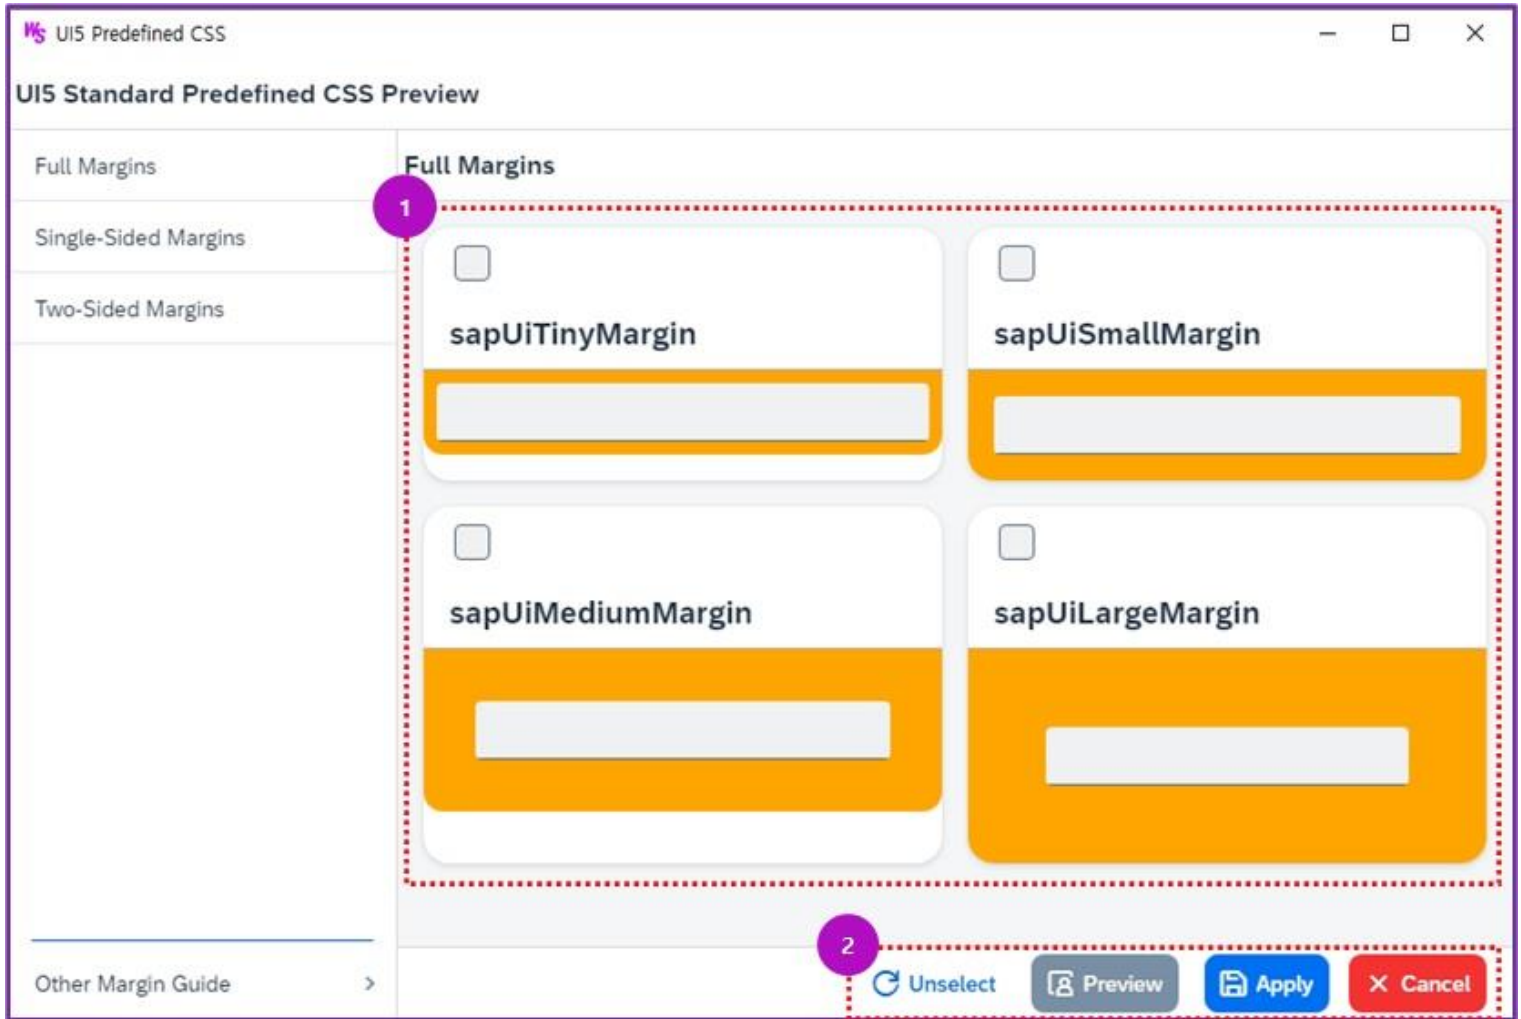 WS UI5 Predefined CSS
UI5 Standard Predefined CSS Preview
Full Margins
Single-Sided Margins
Two-Sided Margins
Other Margin Guide
Full Margins
1
sapUiTinyMargin
sapUiSmallMargin
sapUiMediumMargin
sapUiLargeMargin
2
Unselect
Preview
Apply
Cancel